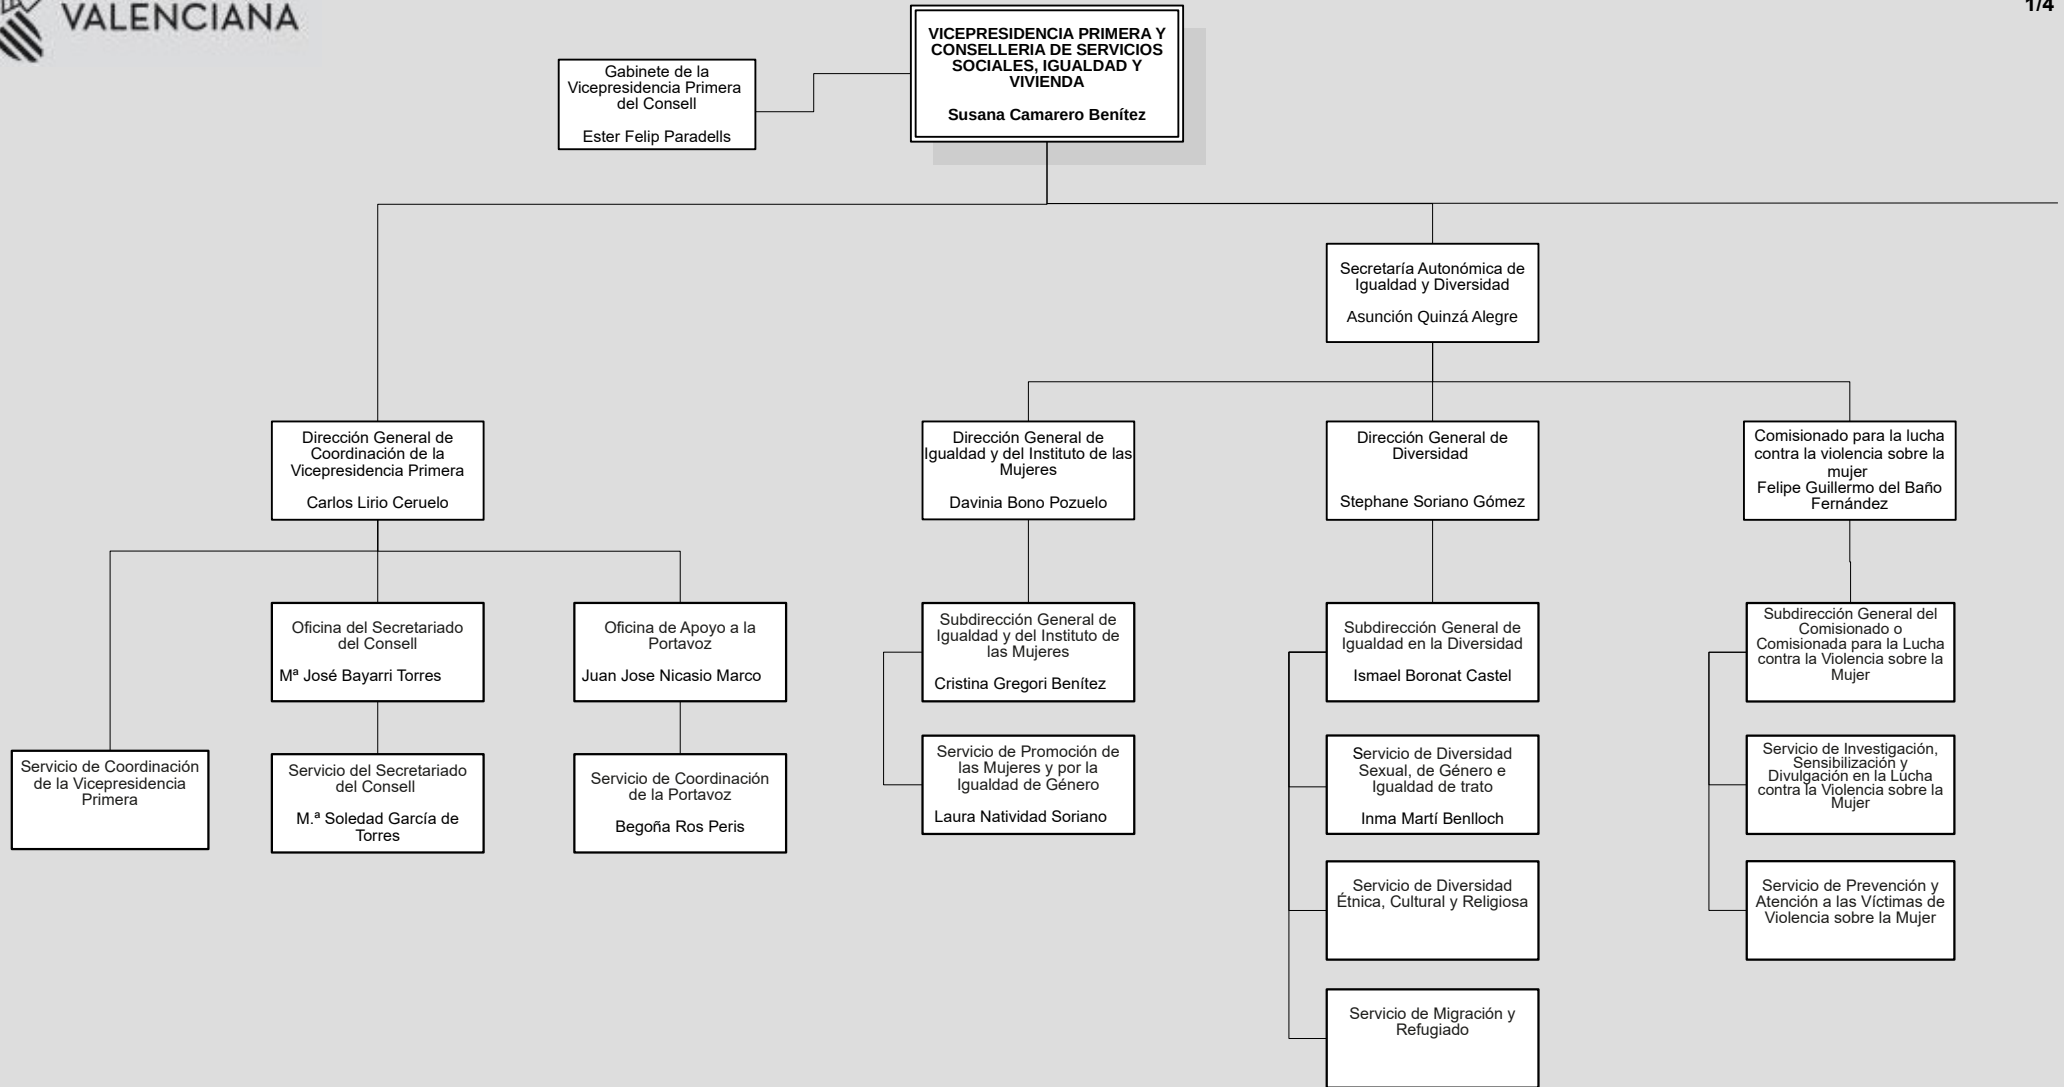 VALENCIANA
1/4
VICEPRESIDENCIA PRIMERA Y
CONSELLERIA DE SERVICIOS
SOCIALES, IGUALDAD Y
VIVIENDA
Susana Camarero Benítez
Gabinete de la
Vicepresidencia Primera
del Consell
Ester Felip Paradells
Secretaría Autonómica de
Igualdad y Diversidad
Asunción Quinzá Alegre
Dirección General de
Coordinación de la
Vicepresidencia Primera
Carlos Lirio Ceruelo
Dirección General de
Igualdad y del Instituto de las
Mujeres
Davinia Bono Pozuelo
Dirección General de
Diversidad
Stephane Soriano Gómez
Comisionado para la lucha
contra la violencia sobre la
mujer
Felipe Guillermo del Baño
Fernández
Oficina del Secretariado
del Consell
Mª José Bayarri Torres
Oficina de Apoyo a la
Portavoz
Juan Jose Nicasio Marco
Subdirección General de
Igualdad y del Instituto de
las Mujeres
Cristina Gregori Benítez
Subdirección General de
Igualdad en la Diversidad
Ismael Boronat Castel
Subdirección General del
Comisionado o
Comisionada para la Lucha
contra la Violencia sobre la
Mujer
Servicio de Coordinación
de la Vicepresidencia
Primera
Servicio del Secretariado
del Consell
M.ª Soledad García de
Torres
Servicio de Coordinación
de la Portavoz
Begoña Ros Peris
Servicio de Promoción de
las Mujeres y por la
Igualdad de Género
Laura Natividad Soriano
Servicio de Diversidad
Sexual, de Género e
Igualdad de trato
Inma Martí Benlloch
Servicio de Investigación,
Sensibilización y
Divulgación en la Lucha
contra la Violencia sobre la
Mujer
Servicio de Diversidad
Étnica, Cultural y Religiosa
Servicio de Prevención y
Atención a las Víctimas de
Violencia sobre la Mujer
Servicio de Migración y
Refugiado